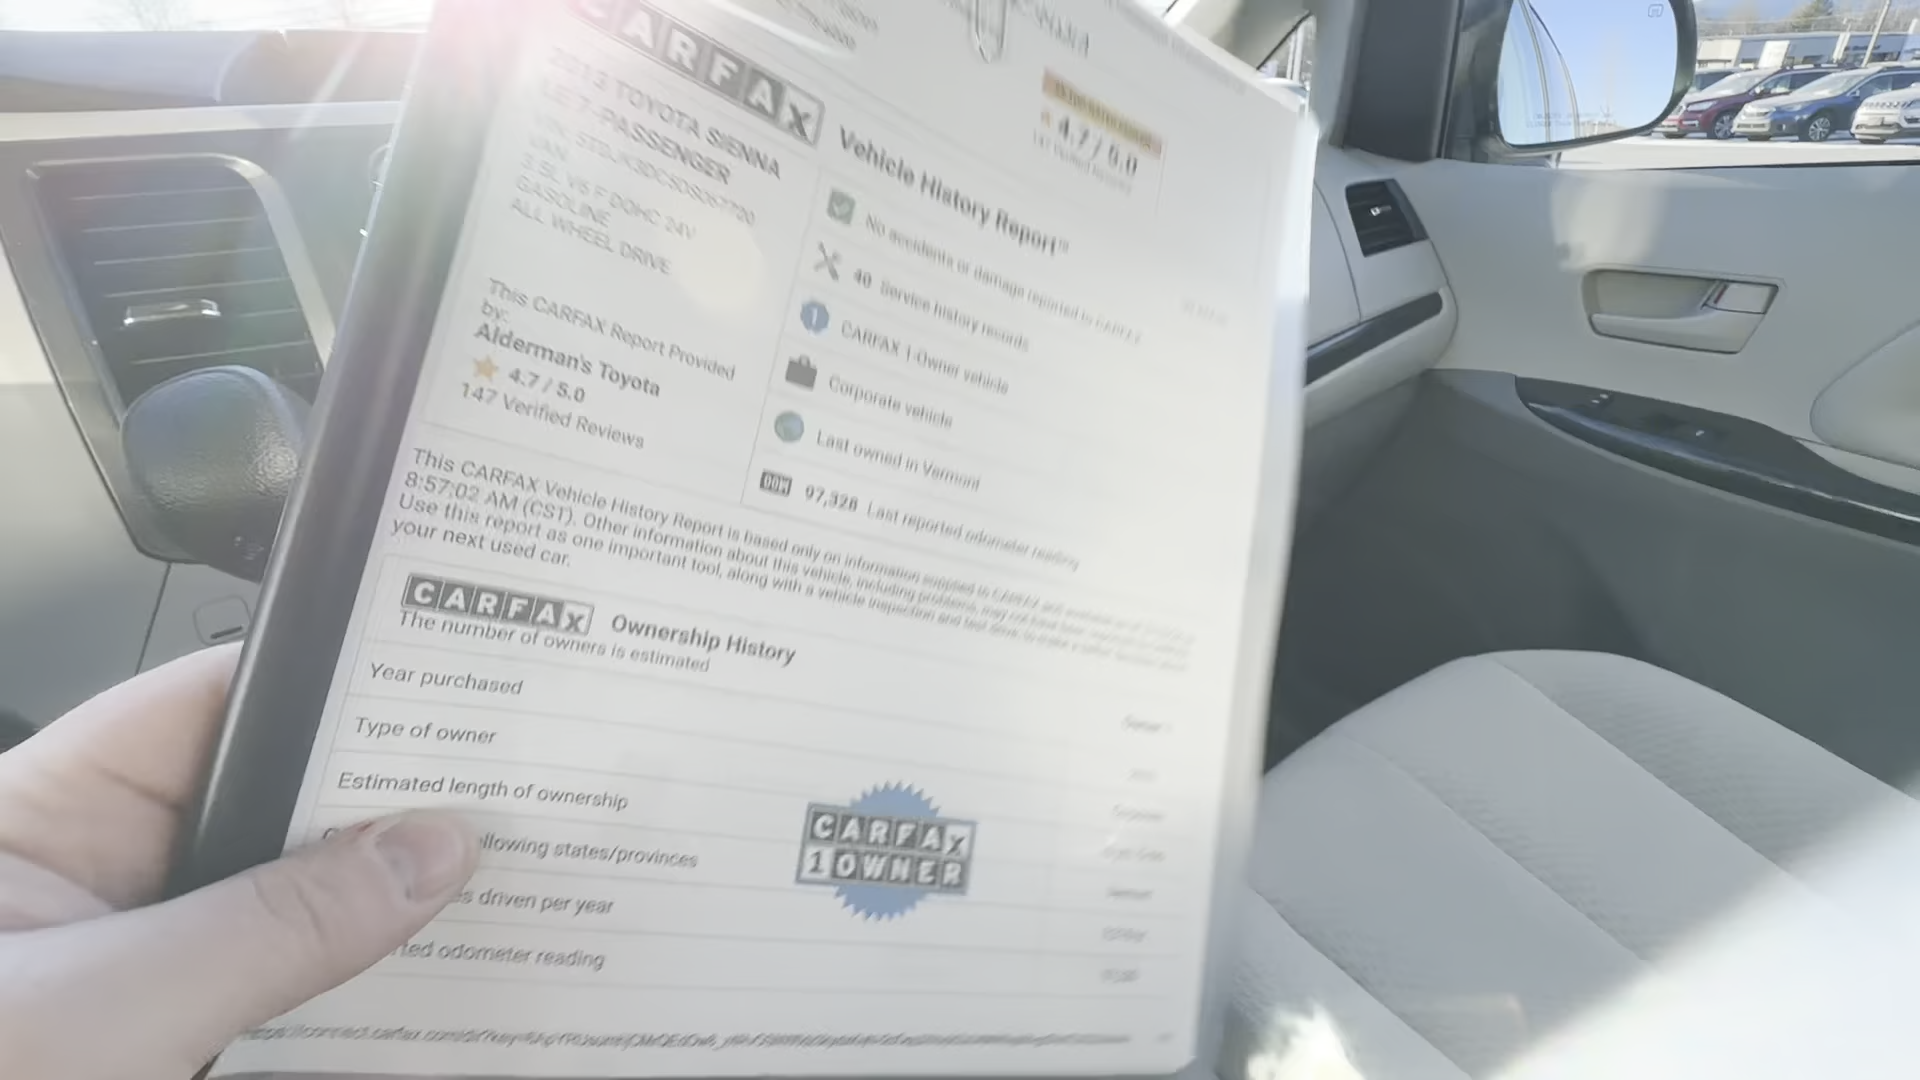 CARFAX
Vehicle History Report
2013 TOYOTA SIENNA
LE 7-PASSENGER
VAN
3.5L V6 F DOHC 24V
GASOLINE
ALL WHEEL DRIVE
This CARFAX Report Provided
by:
Alderman's Toyota
4.7 / 5.0
147 Verified Reviews
4.7 / 5.0
No accidents or damage reported to CARFAX
40 Service history records
CARFAX 1-Owner vehicle
Corporate vehicle
Last owned in Vermont
97,328 Last reported odometer reading
This CARFAX Vehicle History Report is based only on information supplied to CARFAX
8:57:02 AM (CST). Other information about this vehicle, including problems, may not have been
Use this report as one important tool, along with a vehicle inspection and test drive, to make a
your next used car.
CARFAX Ownership History
The number of owners is estimated
Year purchased
Type of owner
Estimated length of ownership
llowing states/provinces
s driven per year
ted odometer reading
CARFAX
1 OWNER